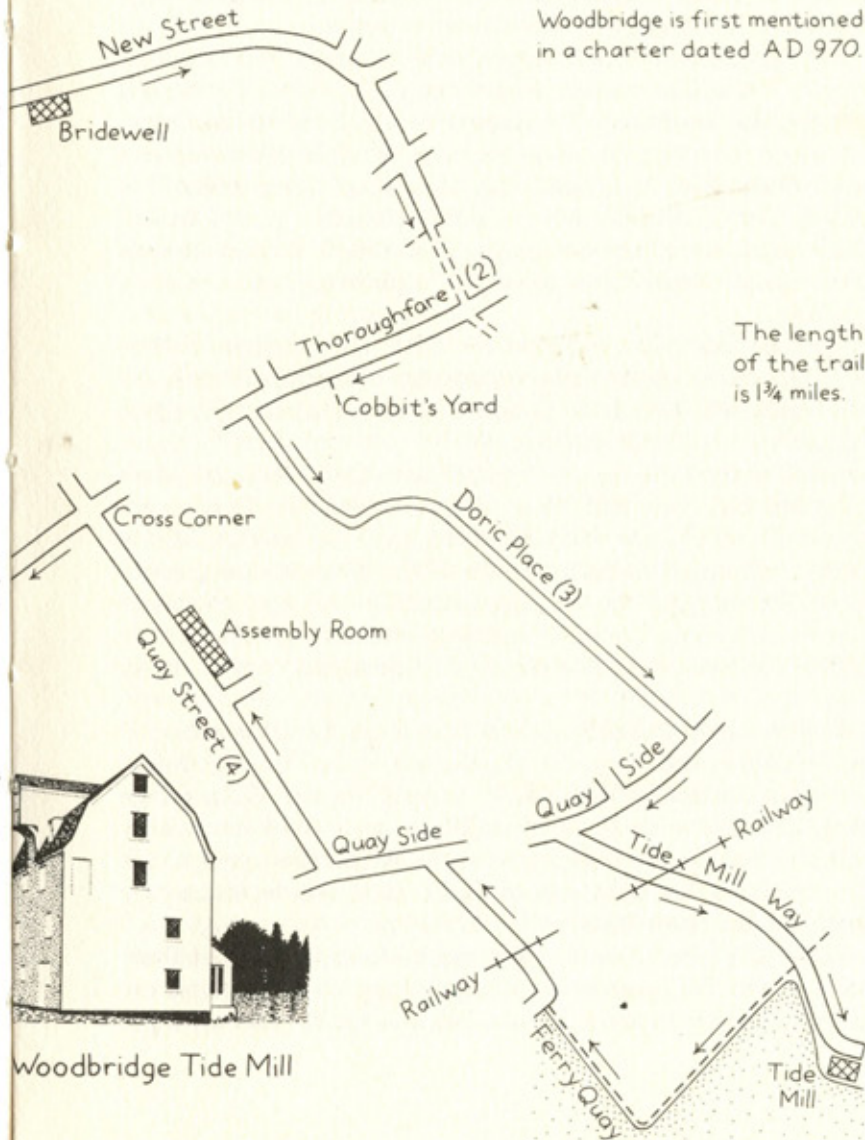 Woodbridge is first mentioned
in a charter dated AD 970.
New Street
Bridewell
Thoroughfare (2)
The length
of the trail
is 1¾ miles.
Cobbit's Yard
Cross Corner
Doric Place (3)
Assembly Room
Quay Street (4)
Quay Side
Quay Side
Railway
Tide Mill Way
Railway
Ferry Quay
Woodbridge Tide Mill
Tide
Mill